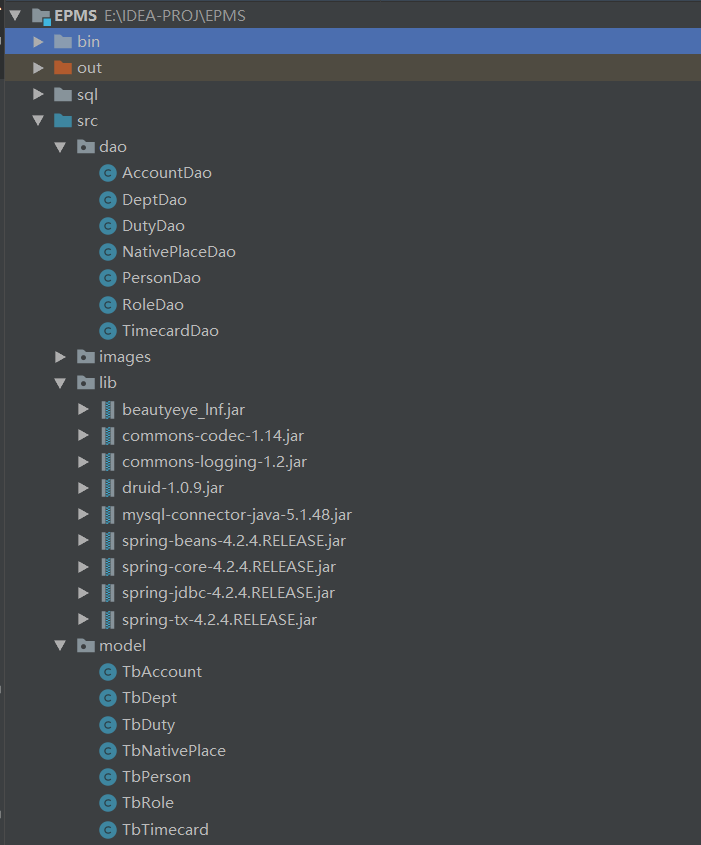 EPMS E:\IDEA-PROJ\EPMS
bin
out
sql
src
dao
AccountDao
DeptDao
DutyDao
NativePlaceDao
PersonDao
RoleDao
TimecardDao
images
lib
beautyeye_lnf.jar
commons-codec-1.14.jar
commons-logging-1.2.jar
druid-1.0.9.jar
mysql-connector-java-5.1.48.jar
spring-beans-4.2.4.RELEASE.jar
spring-core-4.2.4.RELEASE.jar
spring-jdbc-4.2.4.RELEASE.jar
spring-tx-4.2.4.RELEASE.jar
model
TbAccount
TbDept
TbDuty
TbNativePlace
TbPerson
TbRole
TbTimecard